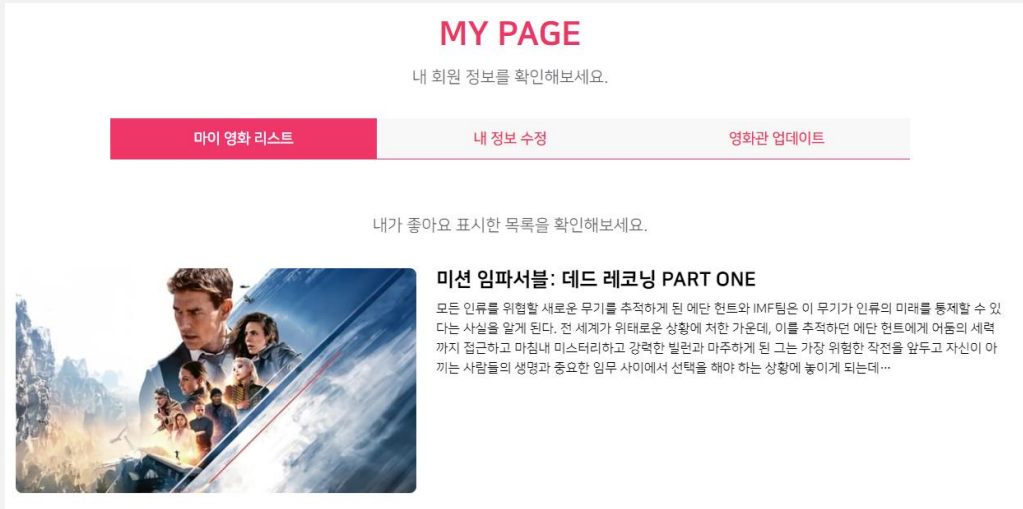 MY PAGE
내 회원 정보를 확인해보세요.
마이 영화 리스트
내 정보 수정
영화관 업데이트
내가 좋아요 표시한 목록을 확인해보세요.
미션 임파서블: 데드 레코닝 PART ONE
모든 인류를 위협할 새로운 무기를 추적하게 된 에단 헌트와 IMF팀은 이 무기가 인류의 미래를 통제할 수 있
다는 사실을 알게 된다. 전 세계가 위태로운 상황에 처한 가운데, 이를 추적하던 에단 헌트에게 어둠의 세력
까지 접근하고 마침내 미스터리하고 강력한 빌런과 마주하게 된 그는 가장 위험한 작전을 앞두고 자신이 아
끼는 사람들의 생명과 중요한 임무 사이에서 선택을 해야 하는 상황에 놓이게 되는데…